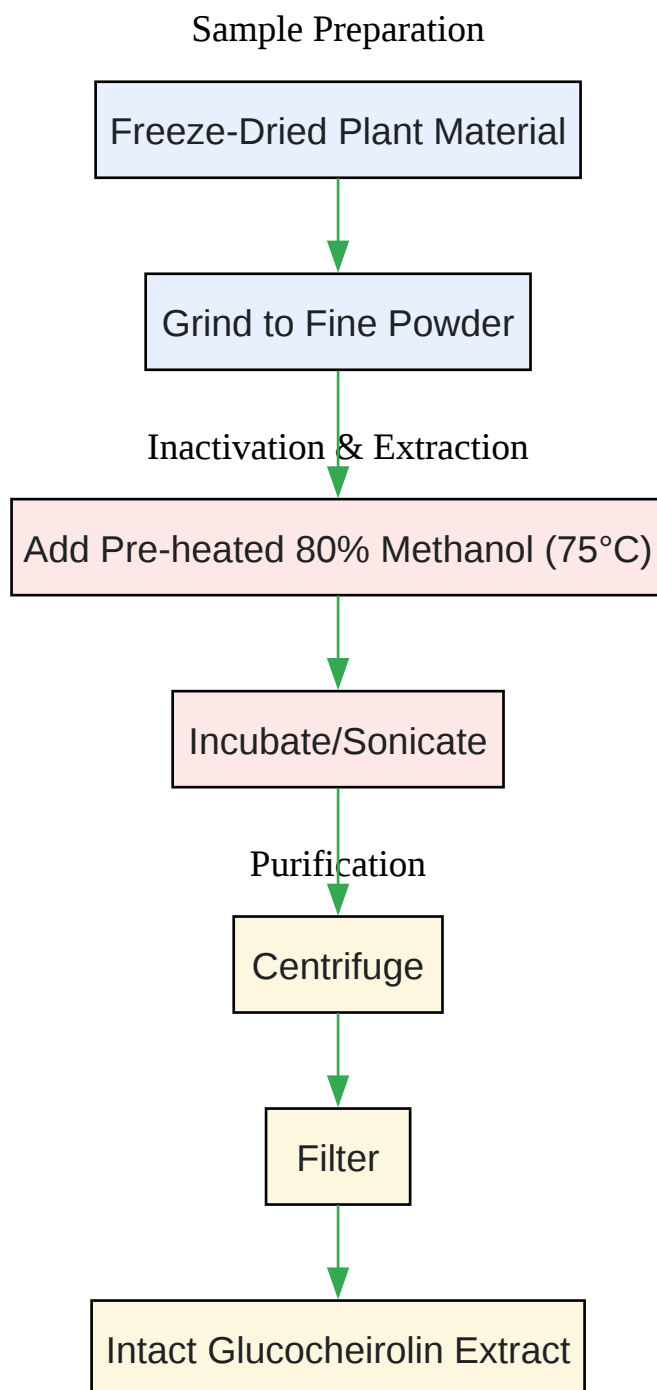 Sample Preparation
Freeze-Dried Plant Material
Grind to Fine Powder
Inactivation & Extraction
Add Pre-heated 80% Methanol (75°C)
Incubate/Sonicate
Purification
Centrifuge
Filter
Intact Glucocheirolin Extract